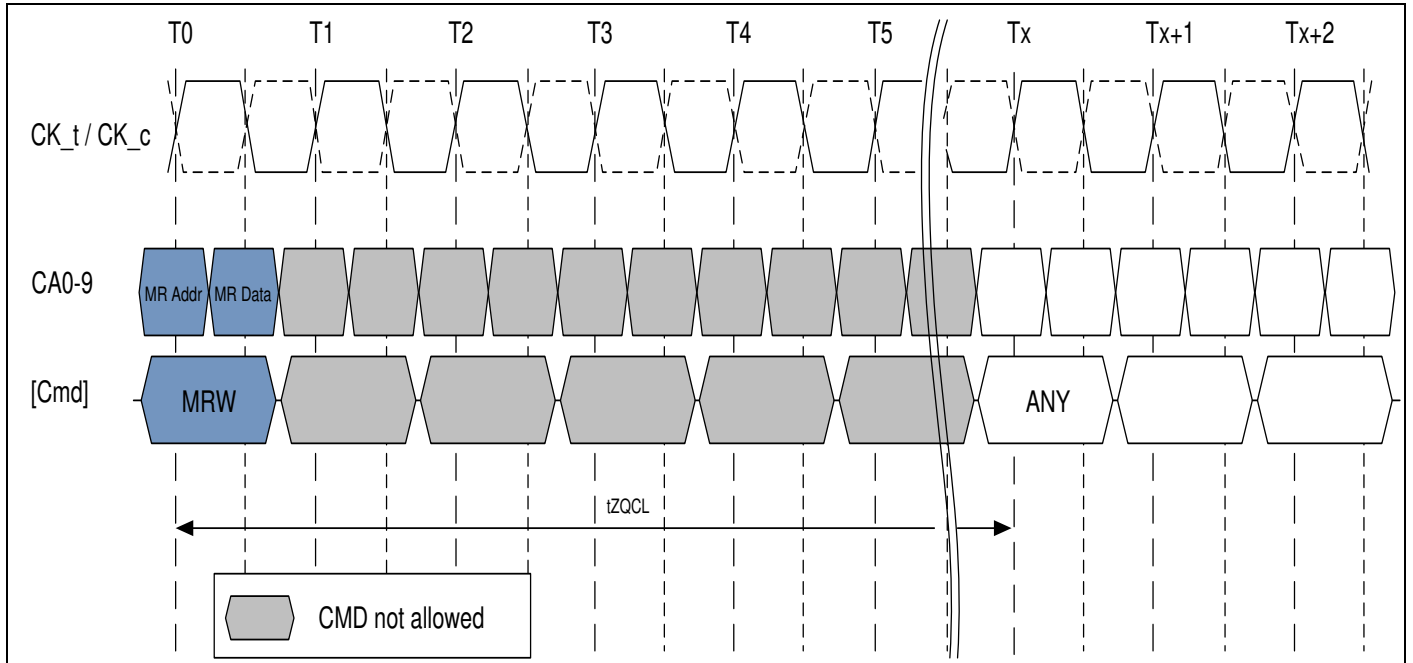 T0 T1 T2 T3 T4 T5 Tx Tx+1 Tx+2
CK_t / CK_c
CA0-9 MR Addr MR Data
[Cmd] MRW ANY
tZQCL
CMD not allowed